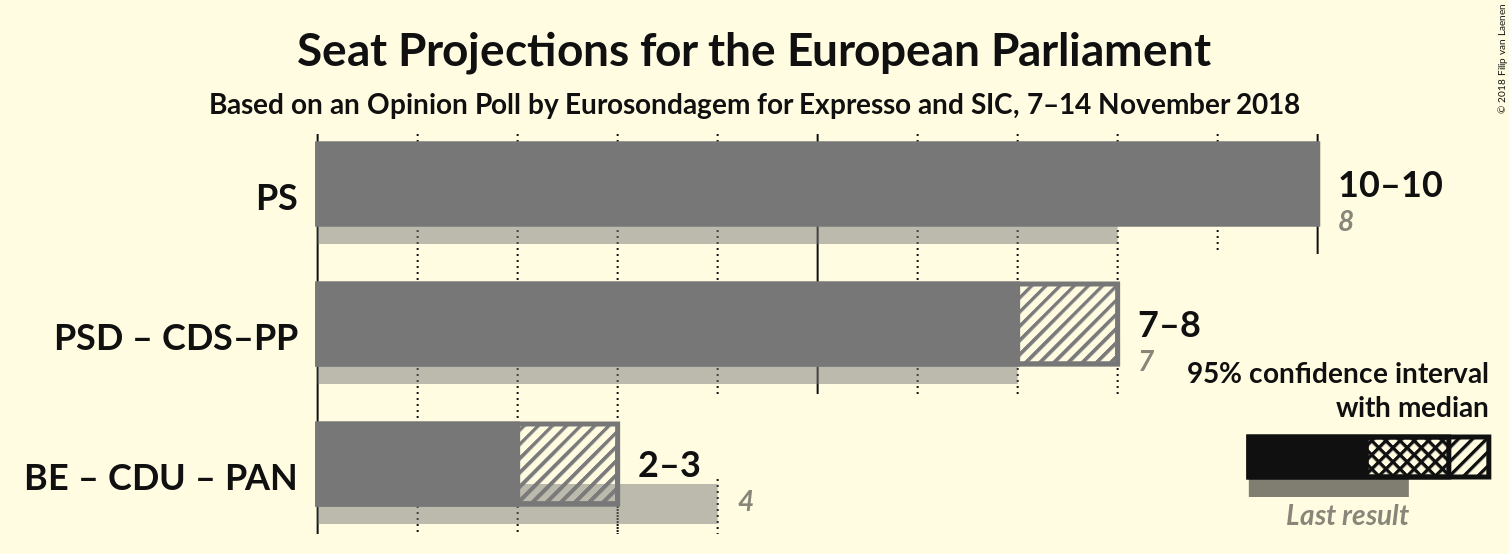 Seat Projections for the European Parliament
Based on an Opinion Poll by Eurosondagem for Expresso and SIC, 7–14 November 2018
© 2018 Filip van Laenen
PS
10–10
8
PSD – CDS–PP
7–8
7
BE – CDU – PAN
2–3
4
95% confidence interval
with median
Last result